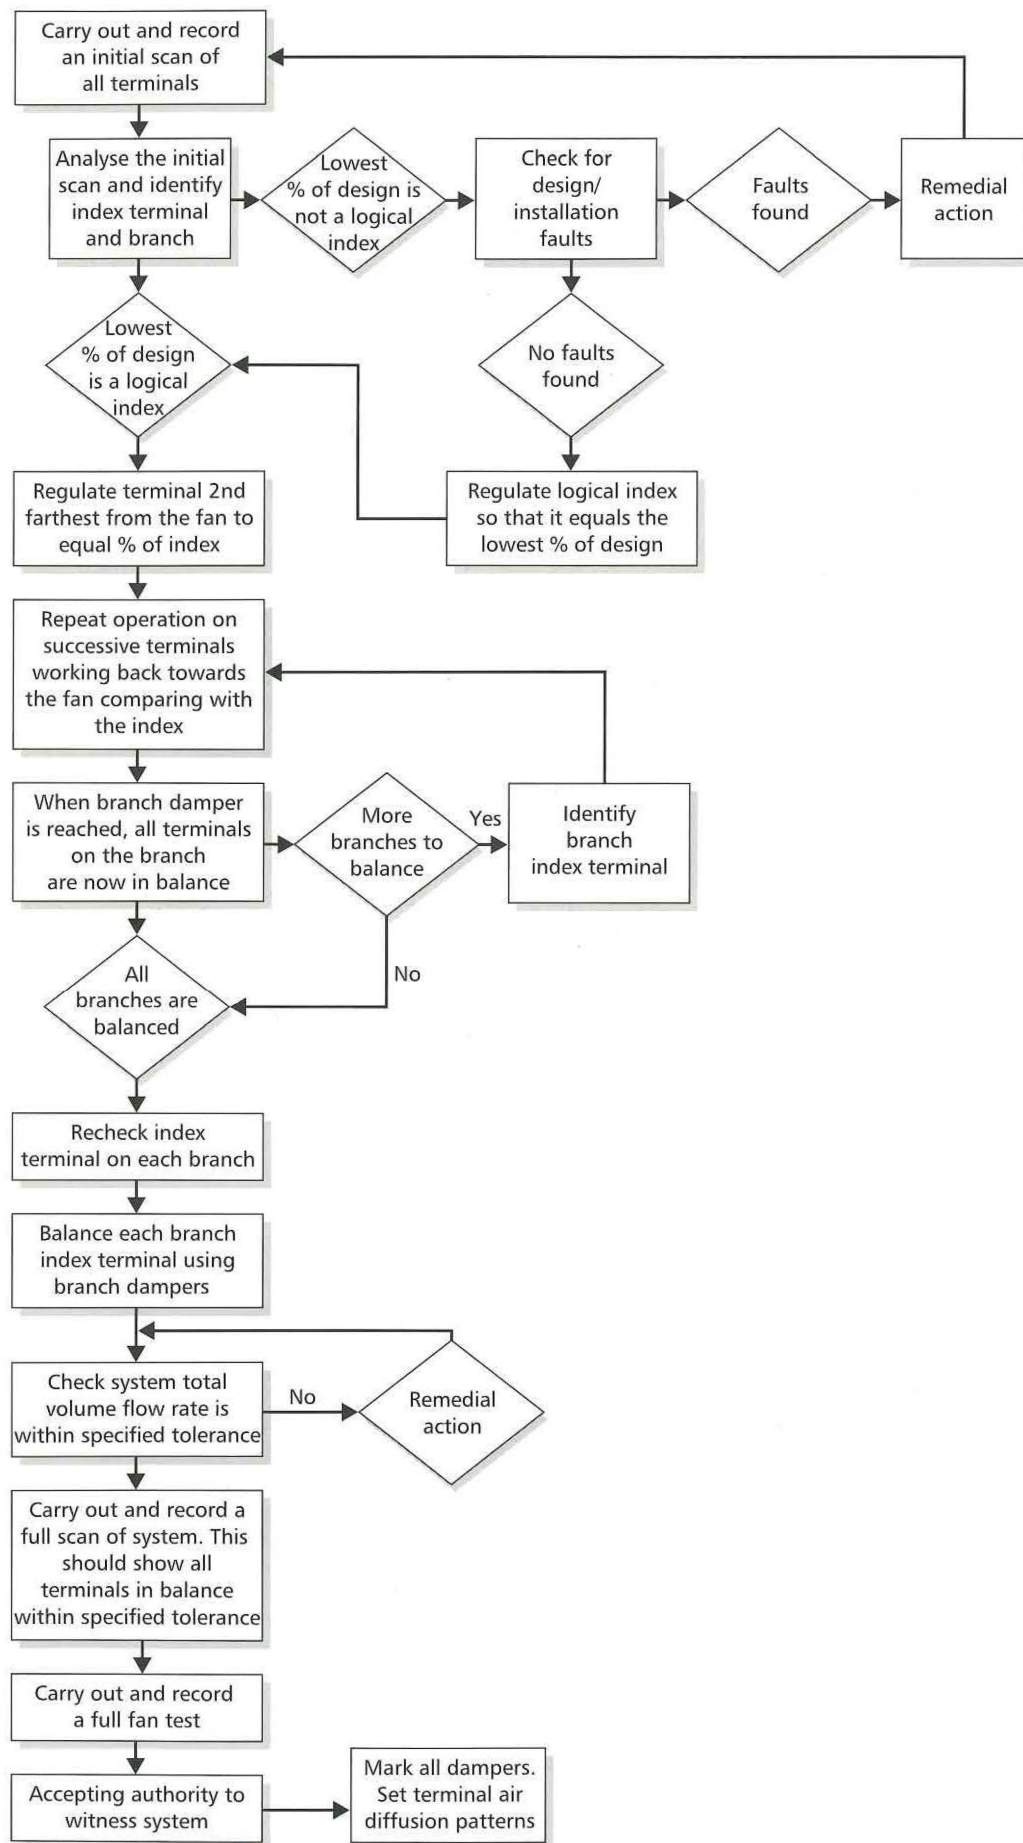 Carry out and record
an initial scan of
all terminals
Analyse the initial
scan and identify
index terminal
and branch
Lowest
% of design is
not a logical
index
Check for
design/
installation
faults
Faults
found
Remedial
action
Lowest
% of design
is a logical
index
No faults
found
Regulate terminal 2nd
farthest from the fan to
equal % of index
Regulate logical index
so that it equals the
lowest % of design
Repeat operation on
successive terminals
working back towards
the fan comparing with
the index
When branch damper
is reached, all terminals
on the branch
are now in balance
More
branches to
balance
Yes
Identify
branch
index terminal
No
All
branches are
balanced
Recheck index
terminal on each branch
Balance each branch
index terminal using
branch dampers
Check system total
volume flow rate is
within specified tolerance
No
Remedial
action
Carry out and record a
full scan of system. This
should show all
terminals in balance
within specified tolerance
Carry out and record
a full fan test
Accepting authority to
witness system
Mark all dampers.
Set terminal air
diffusion patterns